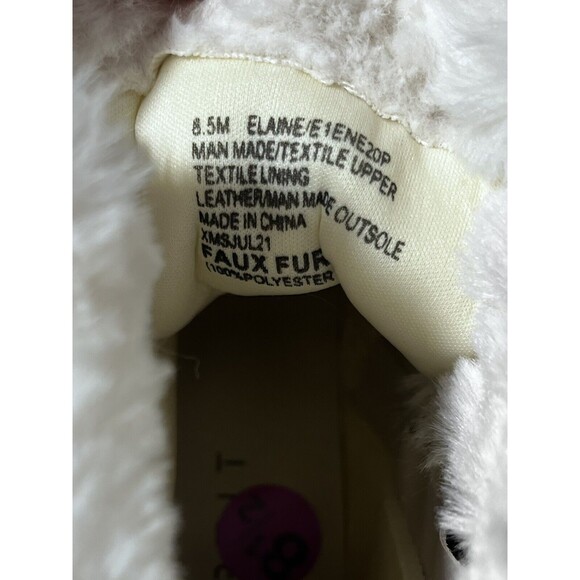 8.5M ELAINE/E1ENE20P
MAN MADE/TEXTILE UPPER
TEXTILE LINING
LEATHER/MAN MADE OUTSOLE
MADE IN CHINA
XMSJUL21
FAUX FUR
(100%POLYESTER